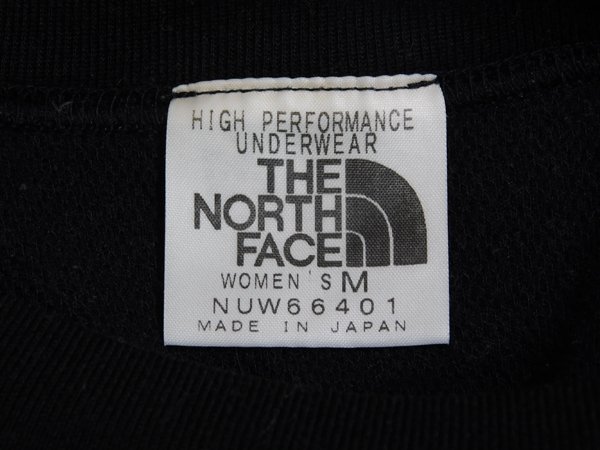 HIGH PERFORMANCE
UNDERWEAR
THE
NORTH
FACE
WOMEN'S M
NUW66401
MADE IN JAPAN